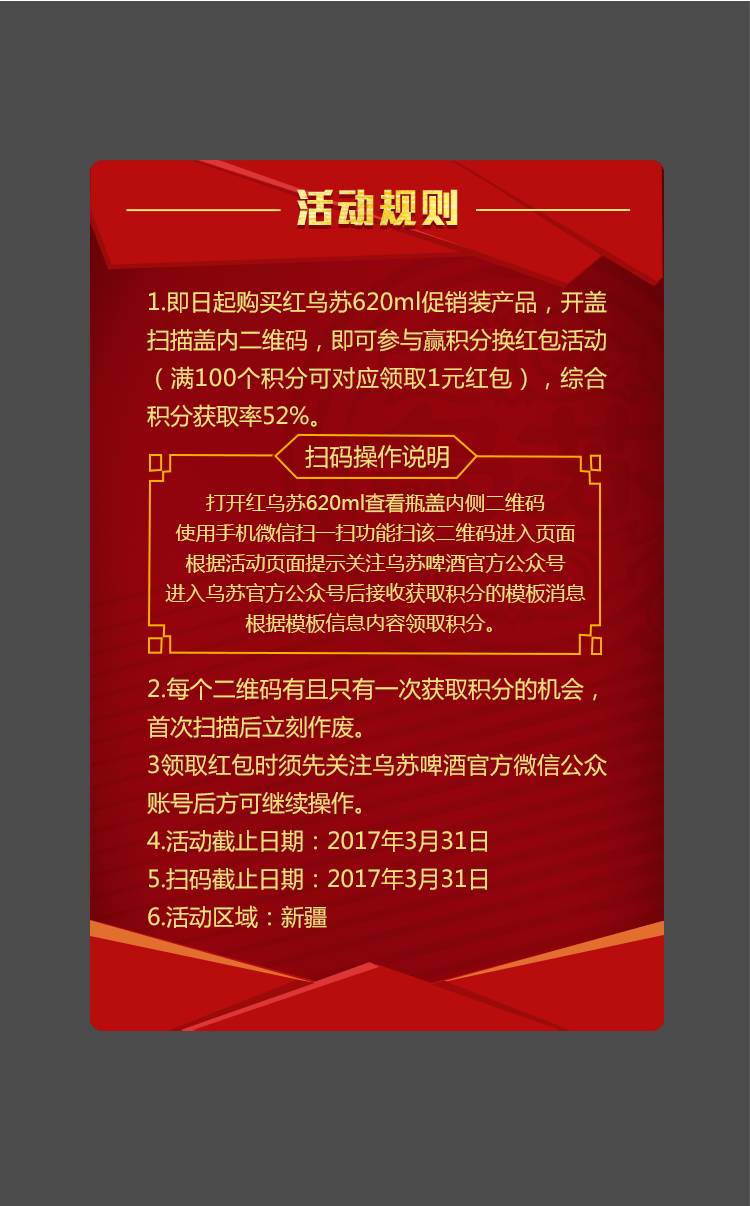 活动规则
1.即日起购买红乌苏620ml促销装产品，开盖
扫描盖内二维码，即可参与赢积分换红包活动
（满100个积分可对应领取1元红包），综合
积分获取率52%。
扫码操作说明
打开红乌苏620ml查看瓶盖内侧二维码
使用手机微信扫一扫功能扫该二维码进入页面
根据活动页面提示关注乌苏啤酒官方公众号
进入乌苏官方公众号后接收获取积分的模板消息
根据模板信息内容领取积分。
2.每个二维码有且只有一次获取积分的机会，
首次扫描后立刻作废。
3领取红包时须先关注乌苏啤酒官方微信公众
账号后方可继续操作。
4.活动截止日期：2017年3月31日
5.扫码截止日期：2017年3月31日
6.活动区域：新疆